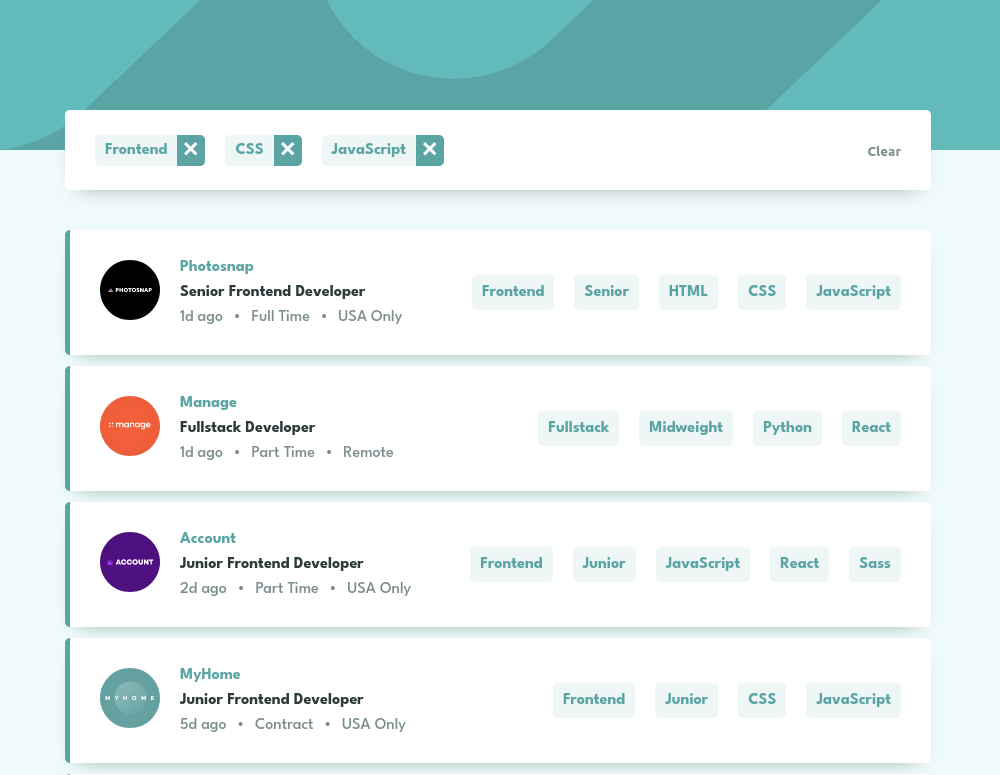 Frontend CSS JavaScript Clear
PHOTOSNAP
Photosnap
Senior Frontend Developer
1d ago • Full Time • USA Only
Frontend Senior HTML CSS JavaScript
manage
Manage
Fullstack Developer
1d ago • Part Time • Remote
Fullstack Midweight Python React
ACCOUNT
Account
Junior Frontend Developer
2d ago • Part Time • USA Only
Frontend Junior JavaScript React Sass
MYHOME
MyHome
Junior Frontend Developer
5d ago • Contract • USA Only
Frontend Junior CSS JavaScript